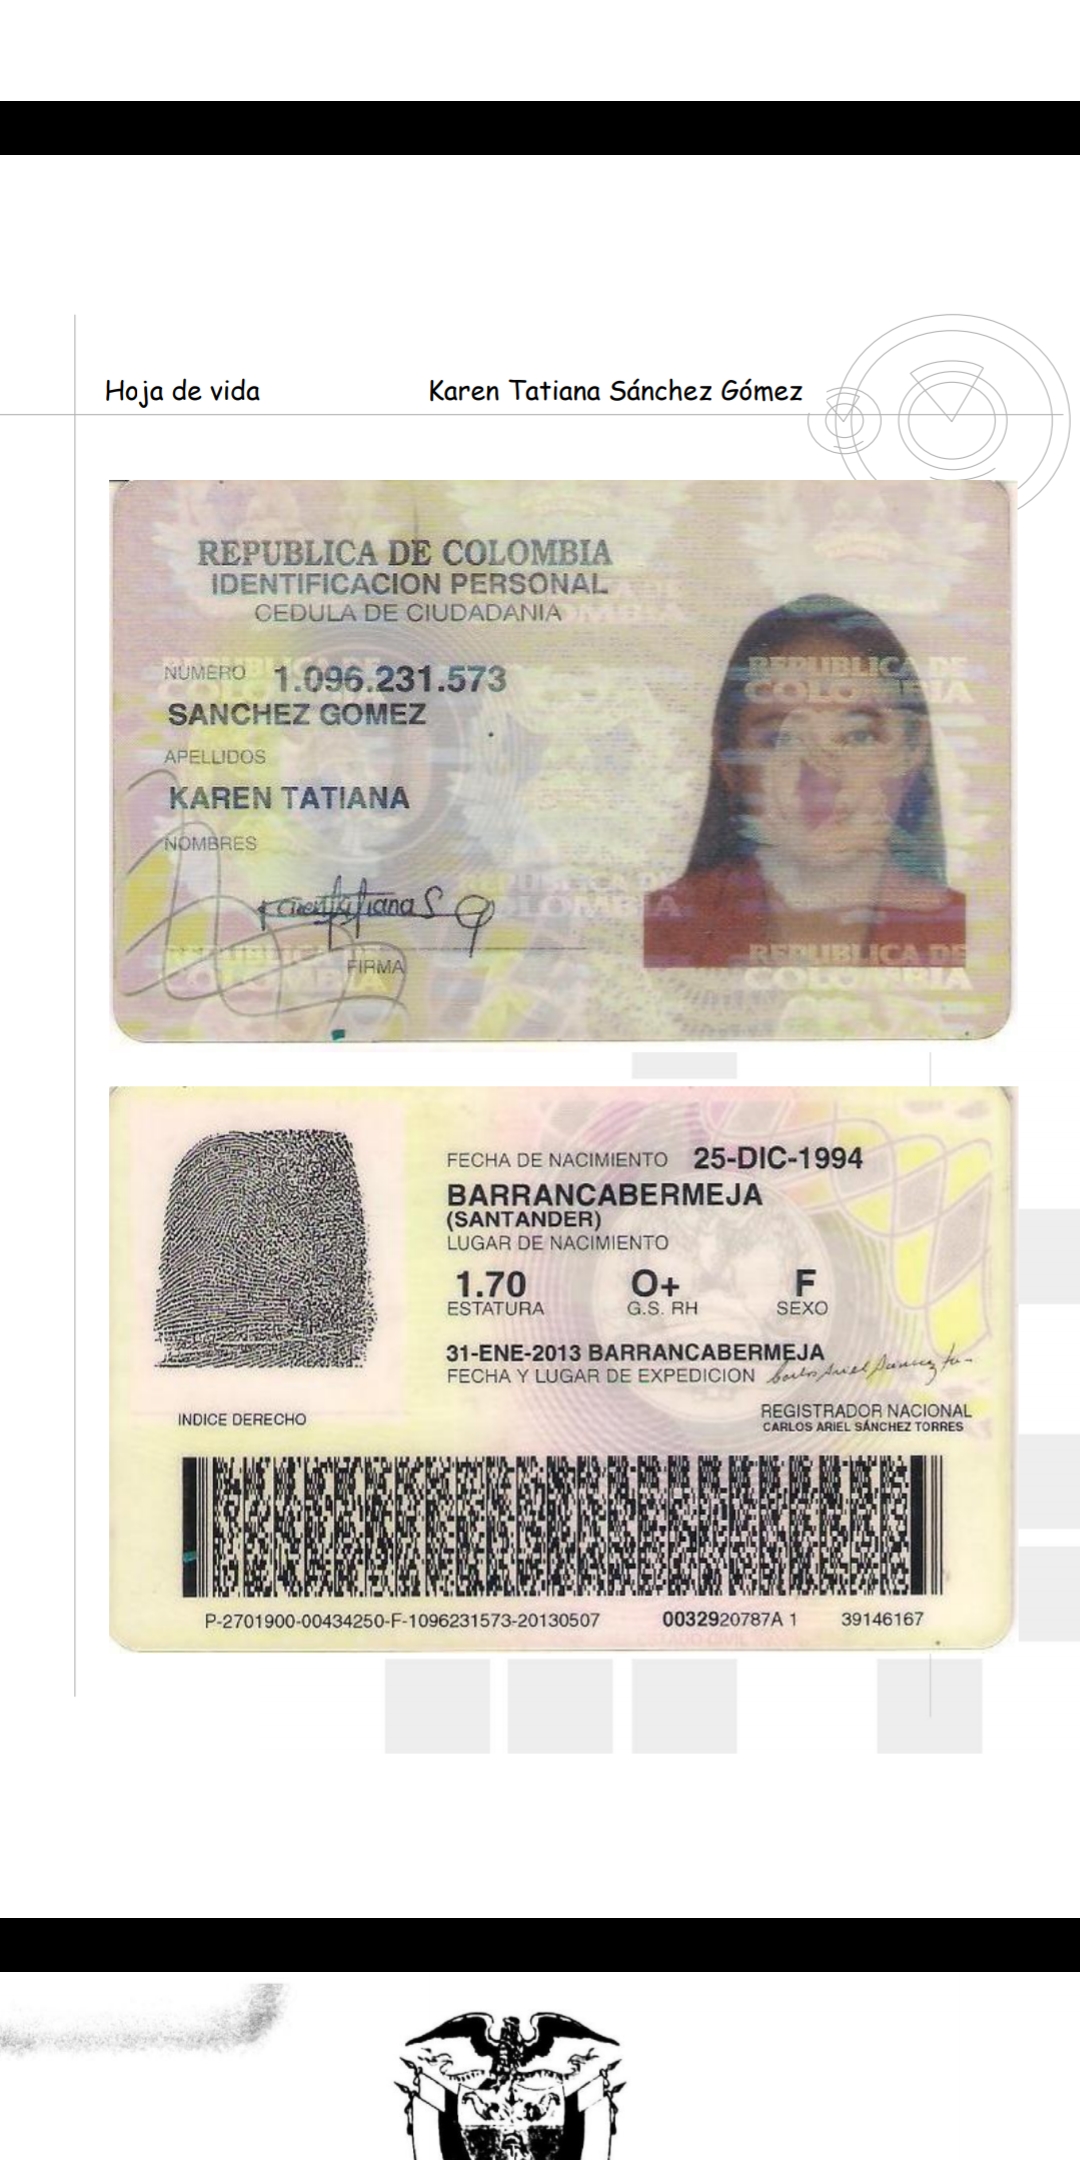 Hoja de vida Karen Tatiana Sánchez Gómez
REPUBLICA DE COLOMBIA
IDENTIFICACION PERSONAL
CEDULA DE CIUDADANIA
NUMERO 1.096.231.573
SANCHEZ GOMEZ
APELLIDOS
KAREN TATIANA
NOMBRES
REPUBLICA DE
COLOMBIA
FIRMA
REPUBLICA DE
COLOMBIA
FECHA DE NACIMIENTO 25-DIC-1994
BARRANCABERMEJA
(SANTANDER)
LUGAR DE NACIMIENTO
1.70 O+ F
ESTATURA G.S. RH SEXO
31-ENE-2013 BARRANCABERMEJA
FECHA Y LUGAR DE EXPEDICION
INDICE DERECHO
REGISTRADOR NACIONAL
CARLOS ARIEL SÁNCHEZ TORRES
P-2701900-00434250-F-1096231573-20130507 0032920787A 1 39146167